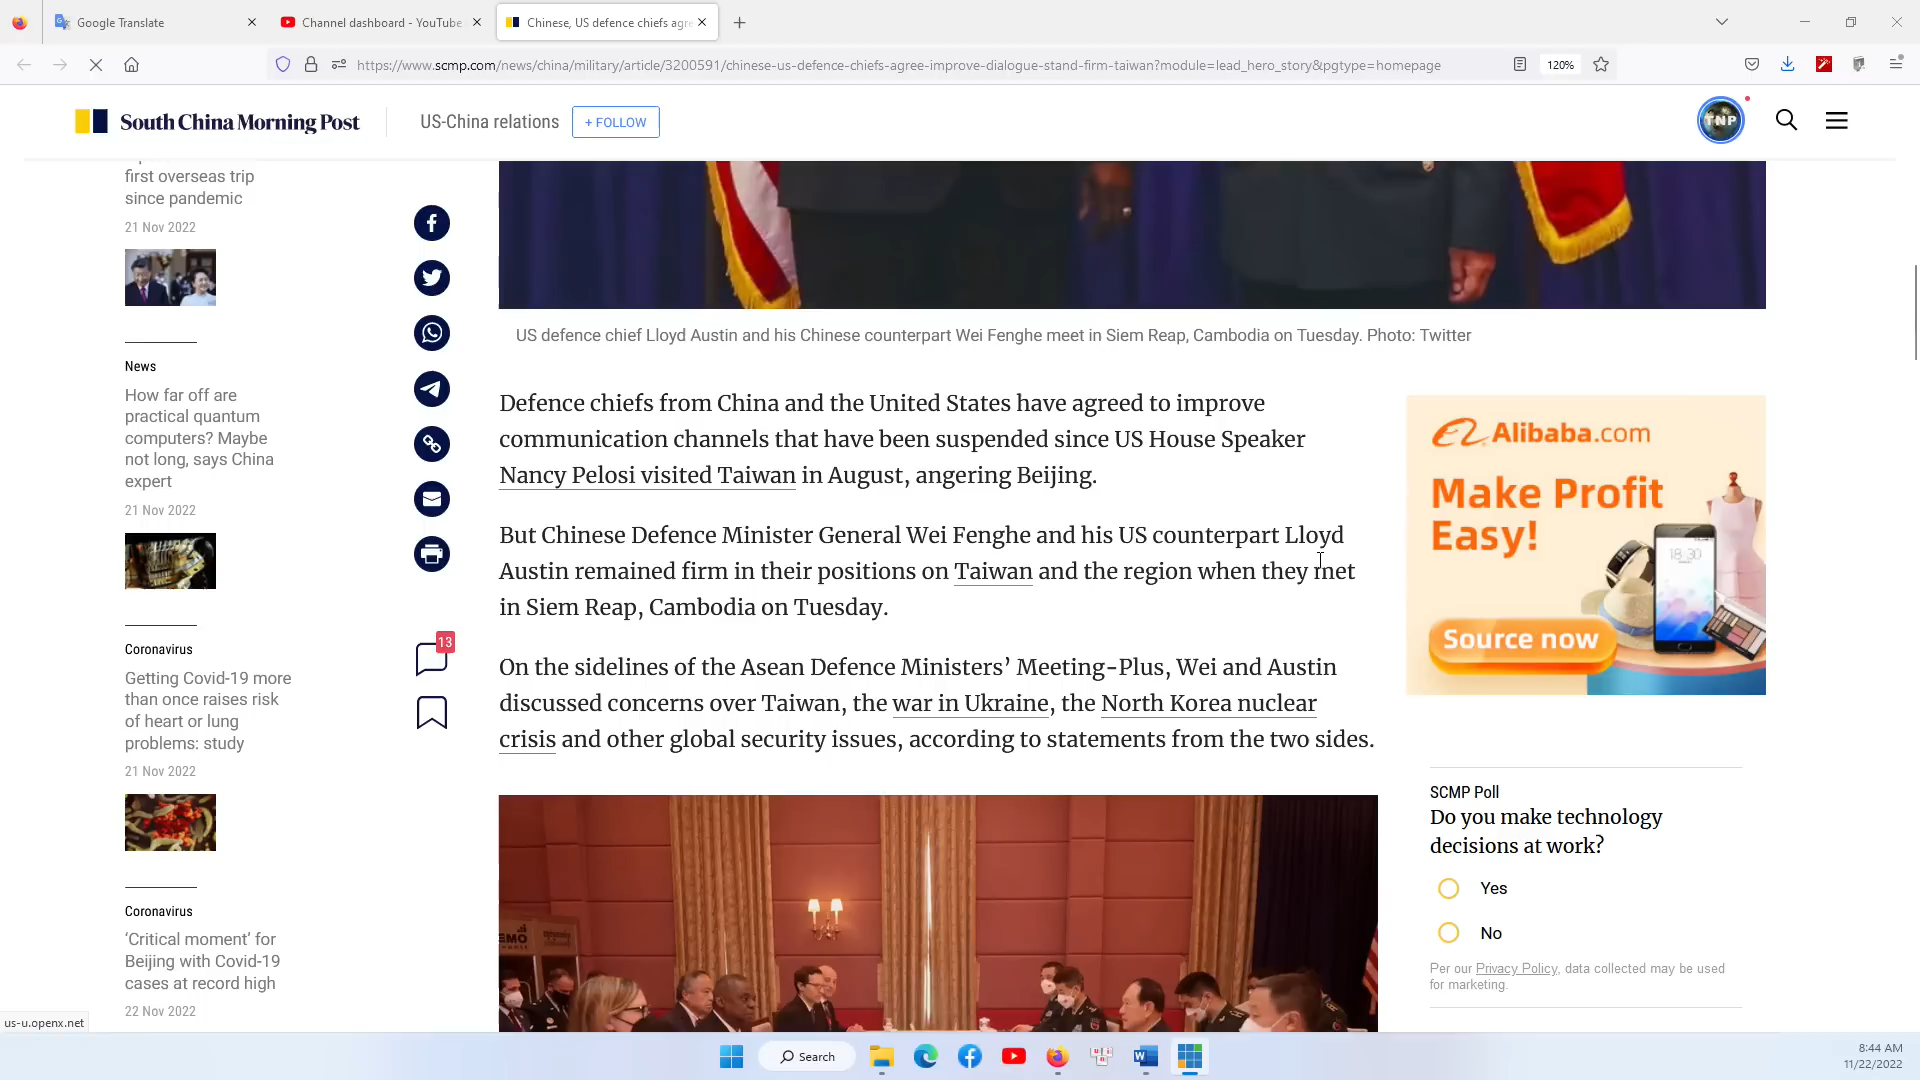 Google Translate
Channel dashboard - YouTube
Chinese, US defence chiefs agre
https://www.scmp.com/news/china/military/article/3200591/chinese-us-defence-chiefs-agree-improve-dialogue-stand-firm-taiwan?module=lead_hero_story&pgtype=homepage
120%
South China Morning Post
US-China relations
+ FOLLOW
TNP
first overseas trip
since pandemic
21 Nov 2022
News
How far off are
practical quantum
computers? Maybe
not long, says China
expert
21 Nov 2022
Coronavirus
Getting Covid-19 more
than once raises risk
of heart or lung
problems: study
21 Nov 2022
Coronavirus
‘Critical moment’ for
Beijing with Covid-19
cases at record high
22 Nov 2022
13
US defence chief Lloyd Austin and his Chinese counterpart Wei Fenghe meet in Siem Reap, Cambodia on Tuesday. Photo: Twitter
Defence chiefs from China and the United States have agreed to improve
communication channels that have been suspended since US House Speaker
Nancy Pelosi visited Taiwan in August, angering Beijing.
But Chinese Defence Minister General Wei Fenghe and his US counterpart Lloyd
Austin remained firm in their positions on Taiwan and the region when they met
in Siem Reap, Cambodia on Tuesday.
On the sidelines of the Asean Defence Ministers’ Meeting-Plus, Wei and Austin
discussed concerns over Taiwan, the war in Ukraine, the North Korea nuclear
crisis and other global security issues, according to statements from the two sides.
Alibaba.com
Make Profit
Easy!
18:30
Source now
SCMP Poll
Do you make technology
decisions at work?
Yes
No
Per our Privacy Policy, data collected may be used
for marketing.
us-u.openx.net
Search
8:44 AM
11/22/2022